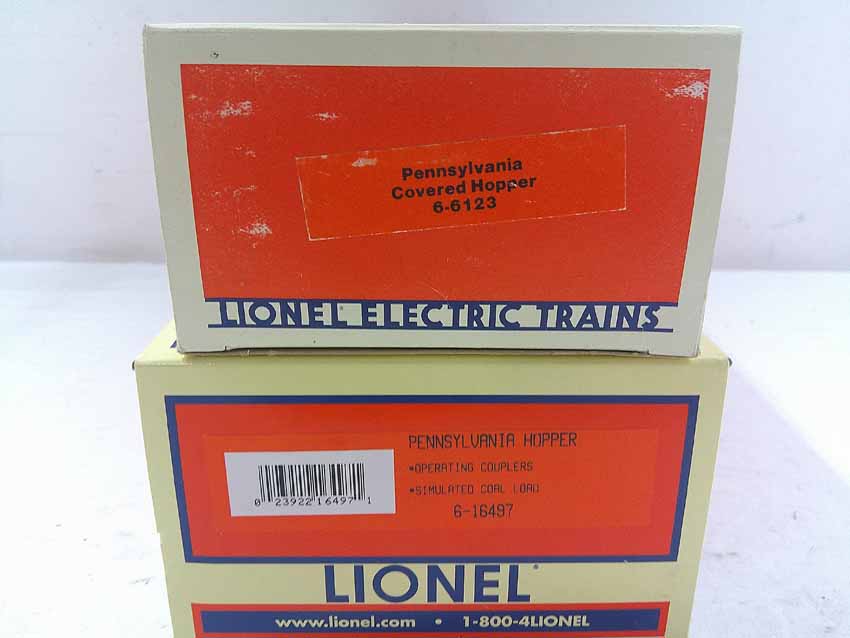 Pennsylvania
Covered Hopper
6-6123
LIONEL ELECTRIC TRAINS
PENNSYLVANIA HOPPER
*OPERATING COUPLERS
*SIMULATED COAL LOAD
6-16497
0 23922 16497 1
LIONEL®
www.lionel.com • 1-800-4LIONEL